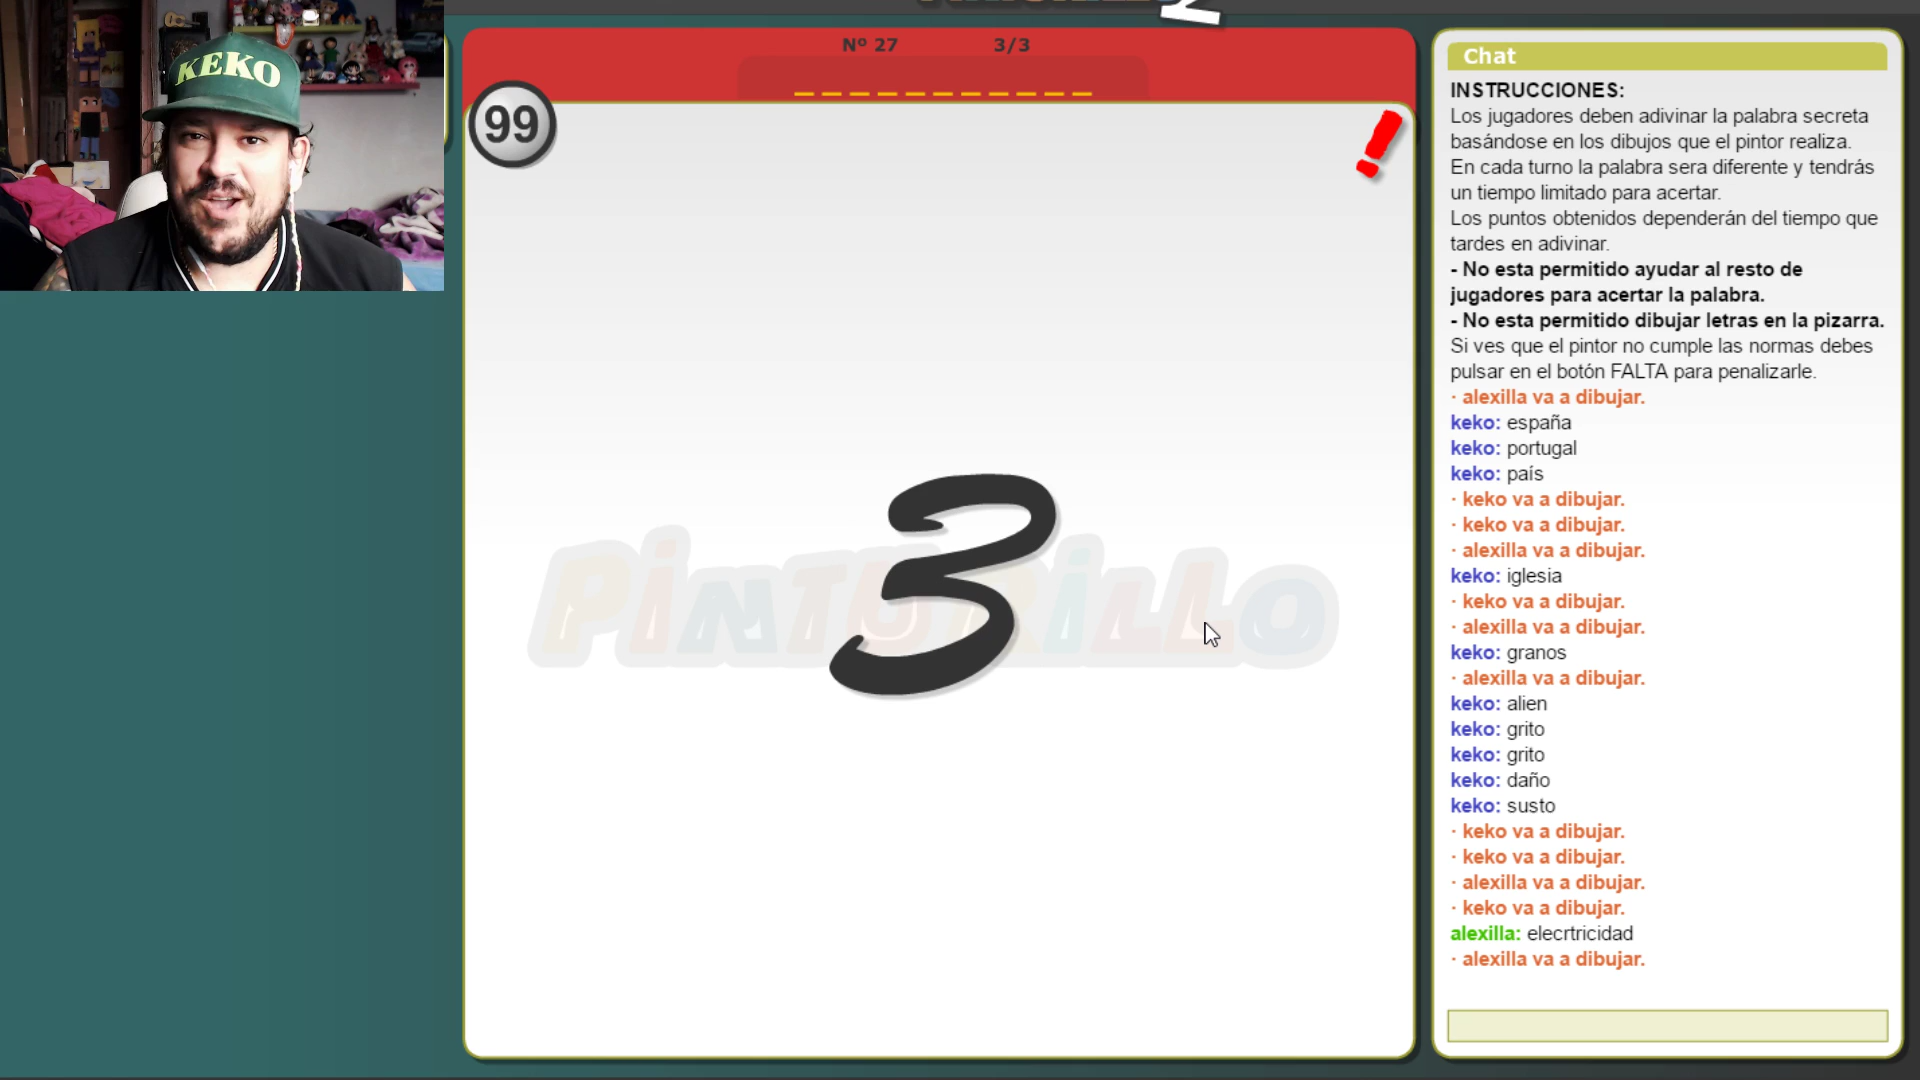 KEKO
Nº 27
3/3
99
3
PiNTURiLLO
Chat
INSTRUCCIONES:
Los jugadores deben adivinar la palabra secreta
basándose en los dibujos que el pintor realiza.
En cada turno la palabra sera diferente y tendrás
un tiempo limitado para acertar.
Los puntos obtenidos dependerán del tiempo que
tardes en adivinar.
- No esta permitido ayudar al resto de
jugadores para acertar la palabra.
- No esta permitido dibujar letras en la pizarra.
Si ves que el pintor no cumple las normas debes
pulsar en el botón FALTA para penalizarle.
· alexilla va a dibujar.
keko: españa
keko: portugal
keko: país
· keko va a dibujar.
· keko va a dibujar.
· alexilla va a dibujar.
keko: iglesia
· keko va a dibujar.
· alexilla va a dibujar.
keko: granos
· alexilla va a dibujar.
keko: alien
keko: grito
keko: grito
keko: daño
keko: susto
· keko va a dibujar.
· keko va a dibujar.
· alexilla va a dibujar.
· keko va a dibujar.
alexilla: elecrtricidad
· alexilla va a dibujar.